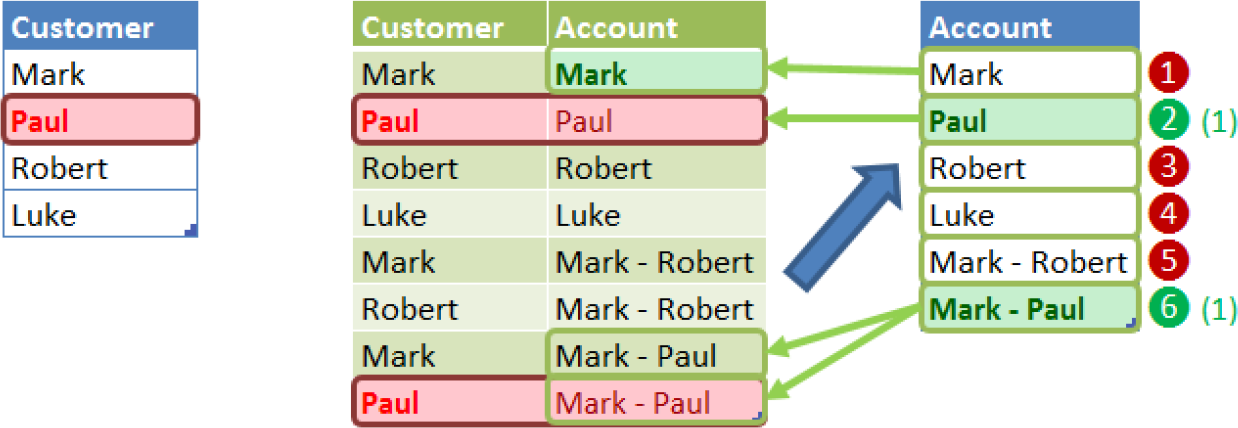 Customer
Mark
Paul
Robert
Luke
Customer Account
Mark Mark
Paul Paul
Robert Robert
Luke Luke
Mark Mark - Robert
Robert Mark - Robert
Mark Mark - Paul
Paul Mark - Paul
Account
Mark 1
Paul 2 (1)
Robert 3
Luke 4
Mark - Robert 5
Mark - Paul 6 (1)